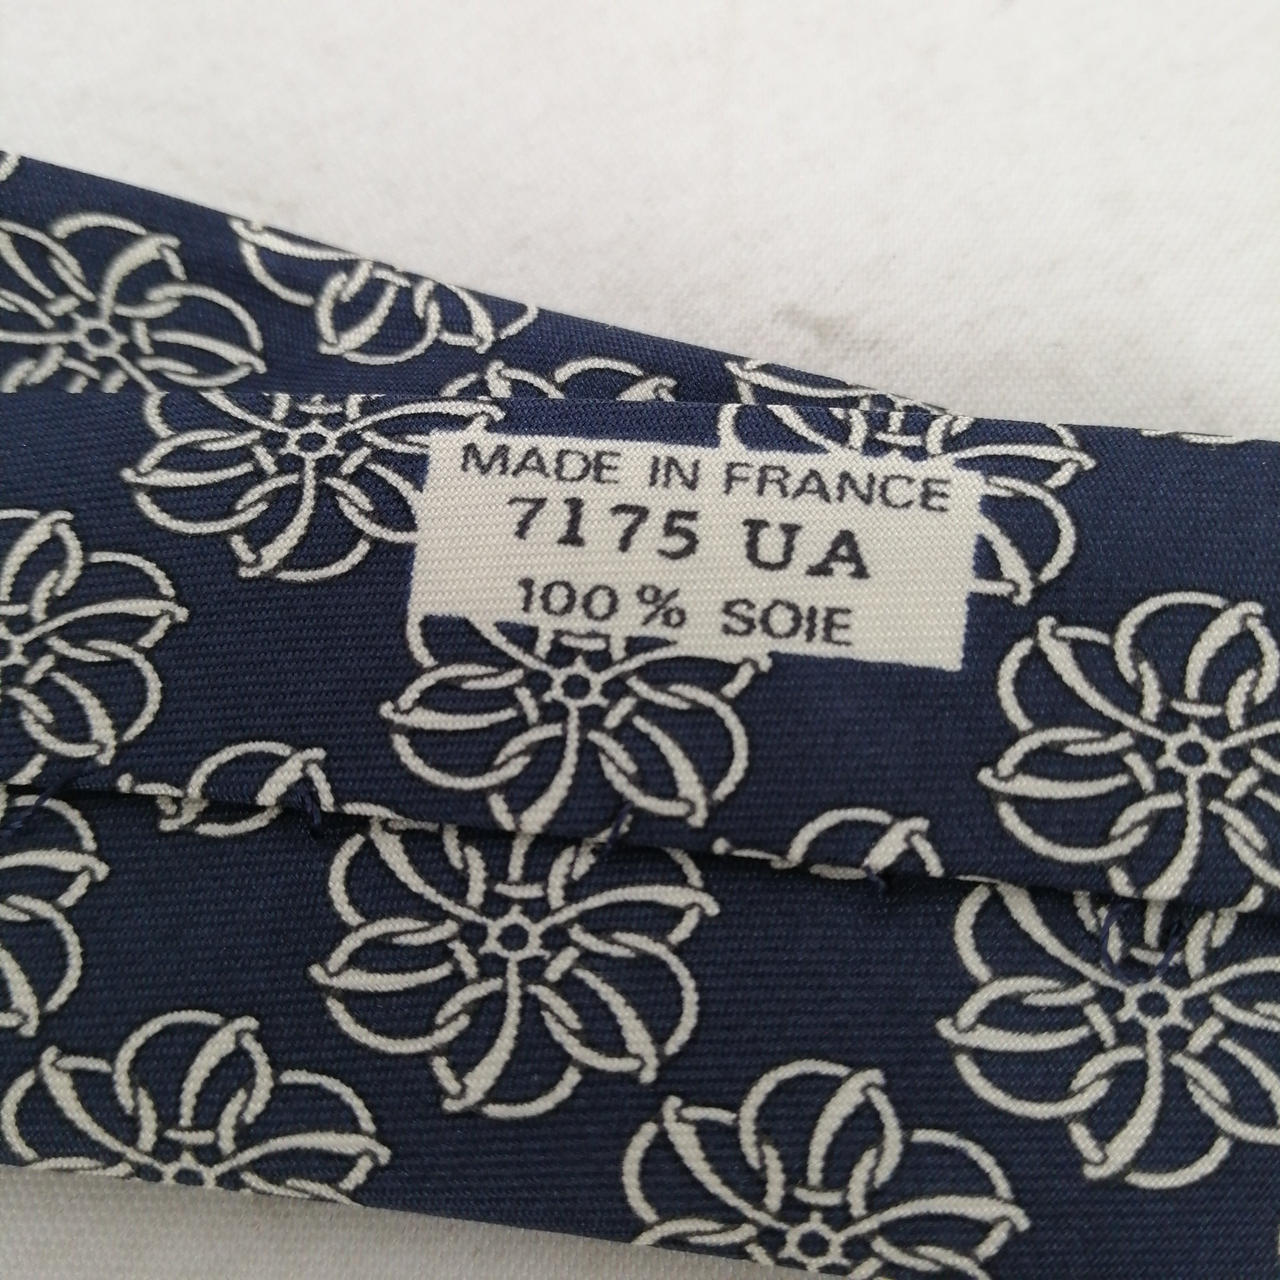 MADE IN FRANCE
7175 UA
100% SOIE